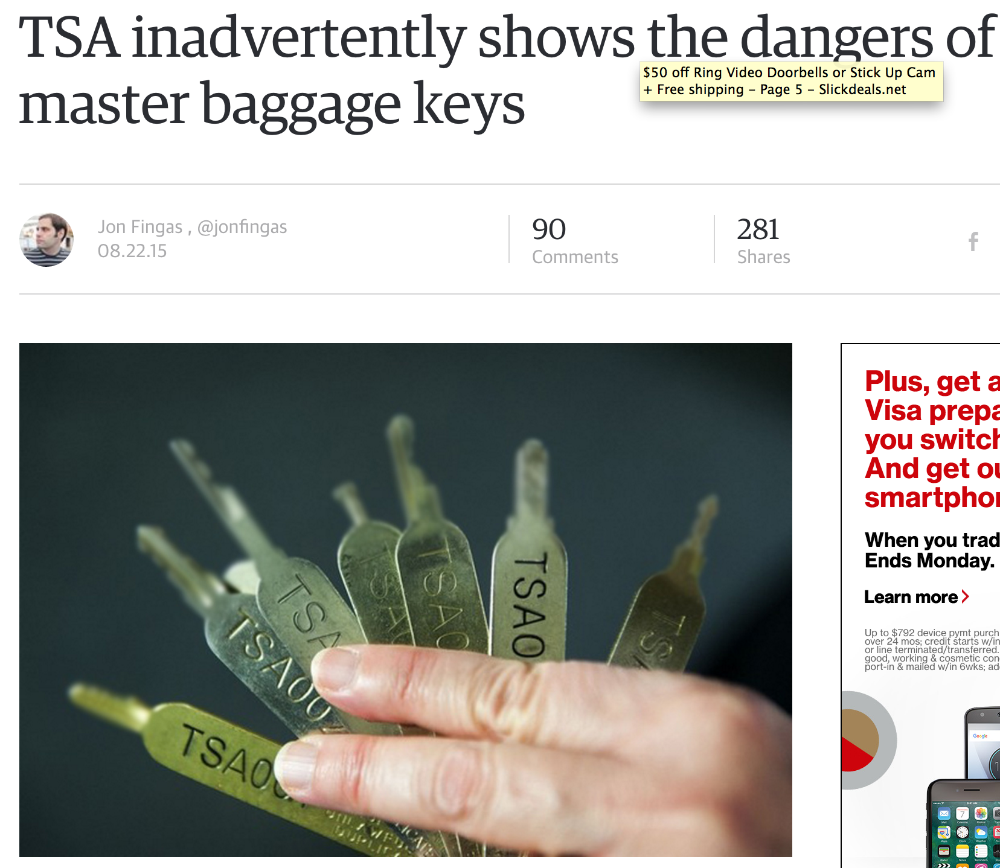 TSA inadvertently shows the dangers of
master baggage keys
$50 off Ring Video Doorbells or Stick Up Cam
+ Free shipping – Page 5 – Slickdeals.net
Jon Fingas , @jonfingas
08.22.15
90
Comments
281
Shares
f
TSA00
TSA
TSA0
TSA0
TSA0
TSA
TSA00
Plus, get a
Visa prepa
you switch
And get ou
smartphon
When you trad
Ends Monday.
Learn more
Up to $792 device pymt purch
over 24 mos; credit starts w/in
or line terminated/transferred.
good, working & cosmetic con
port-in & mailed w/in 6wks; ad
Google